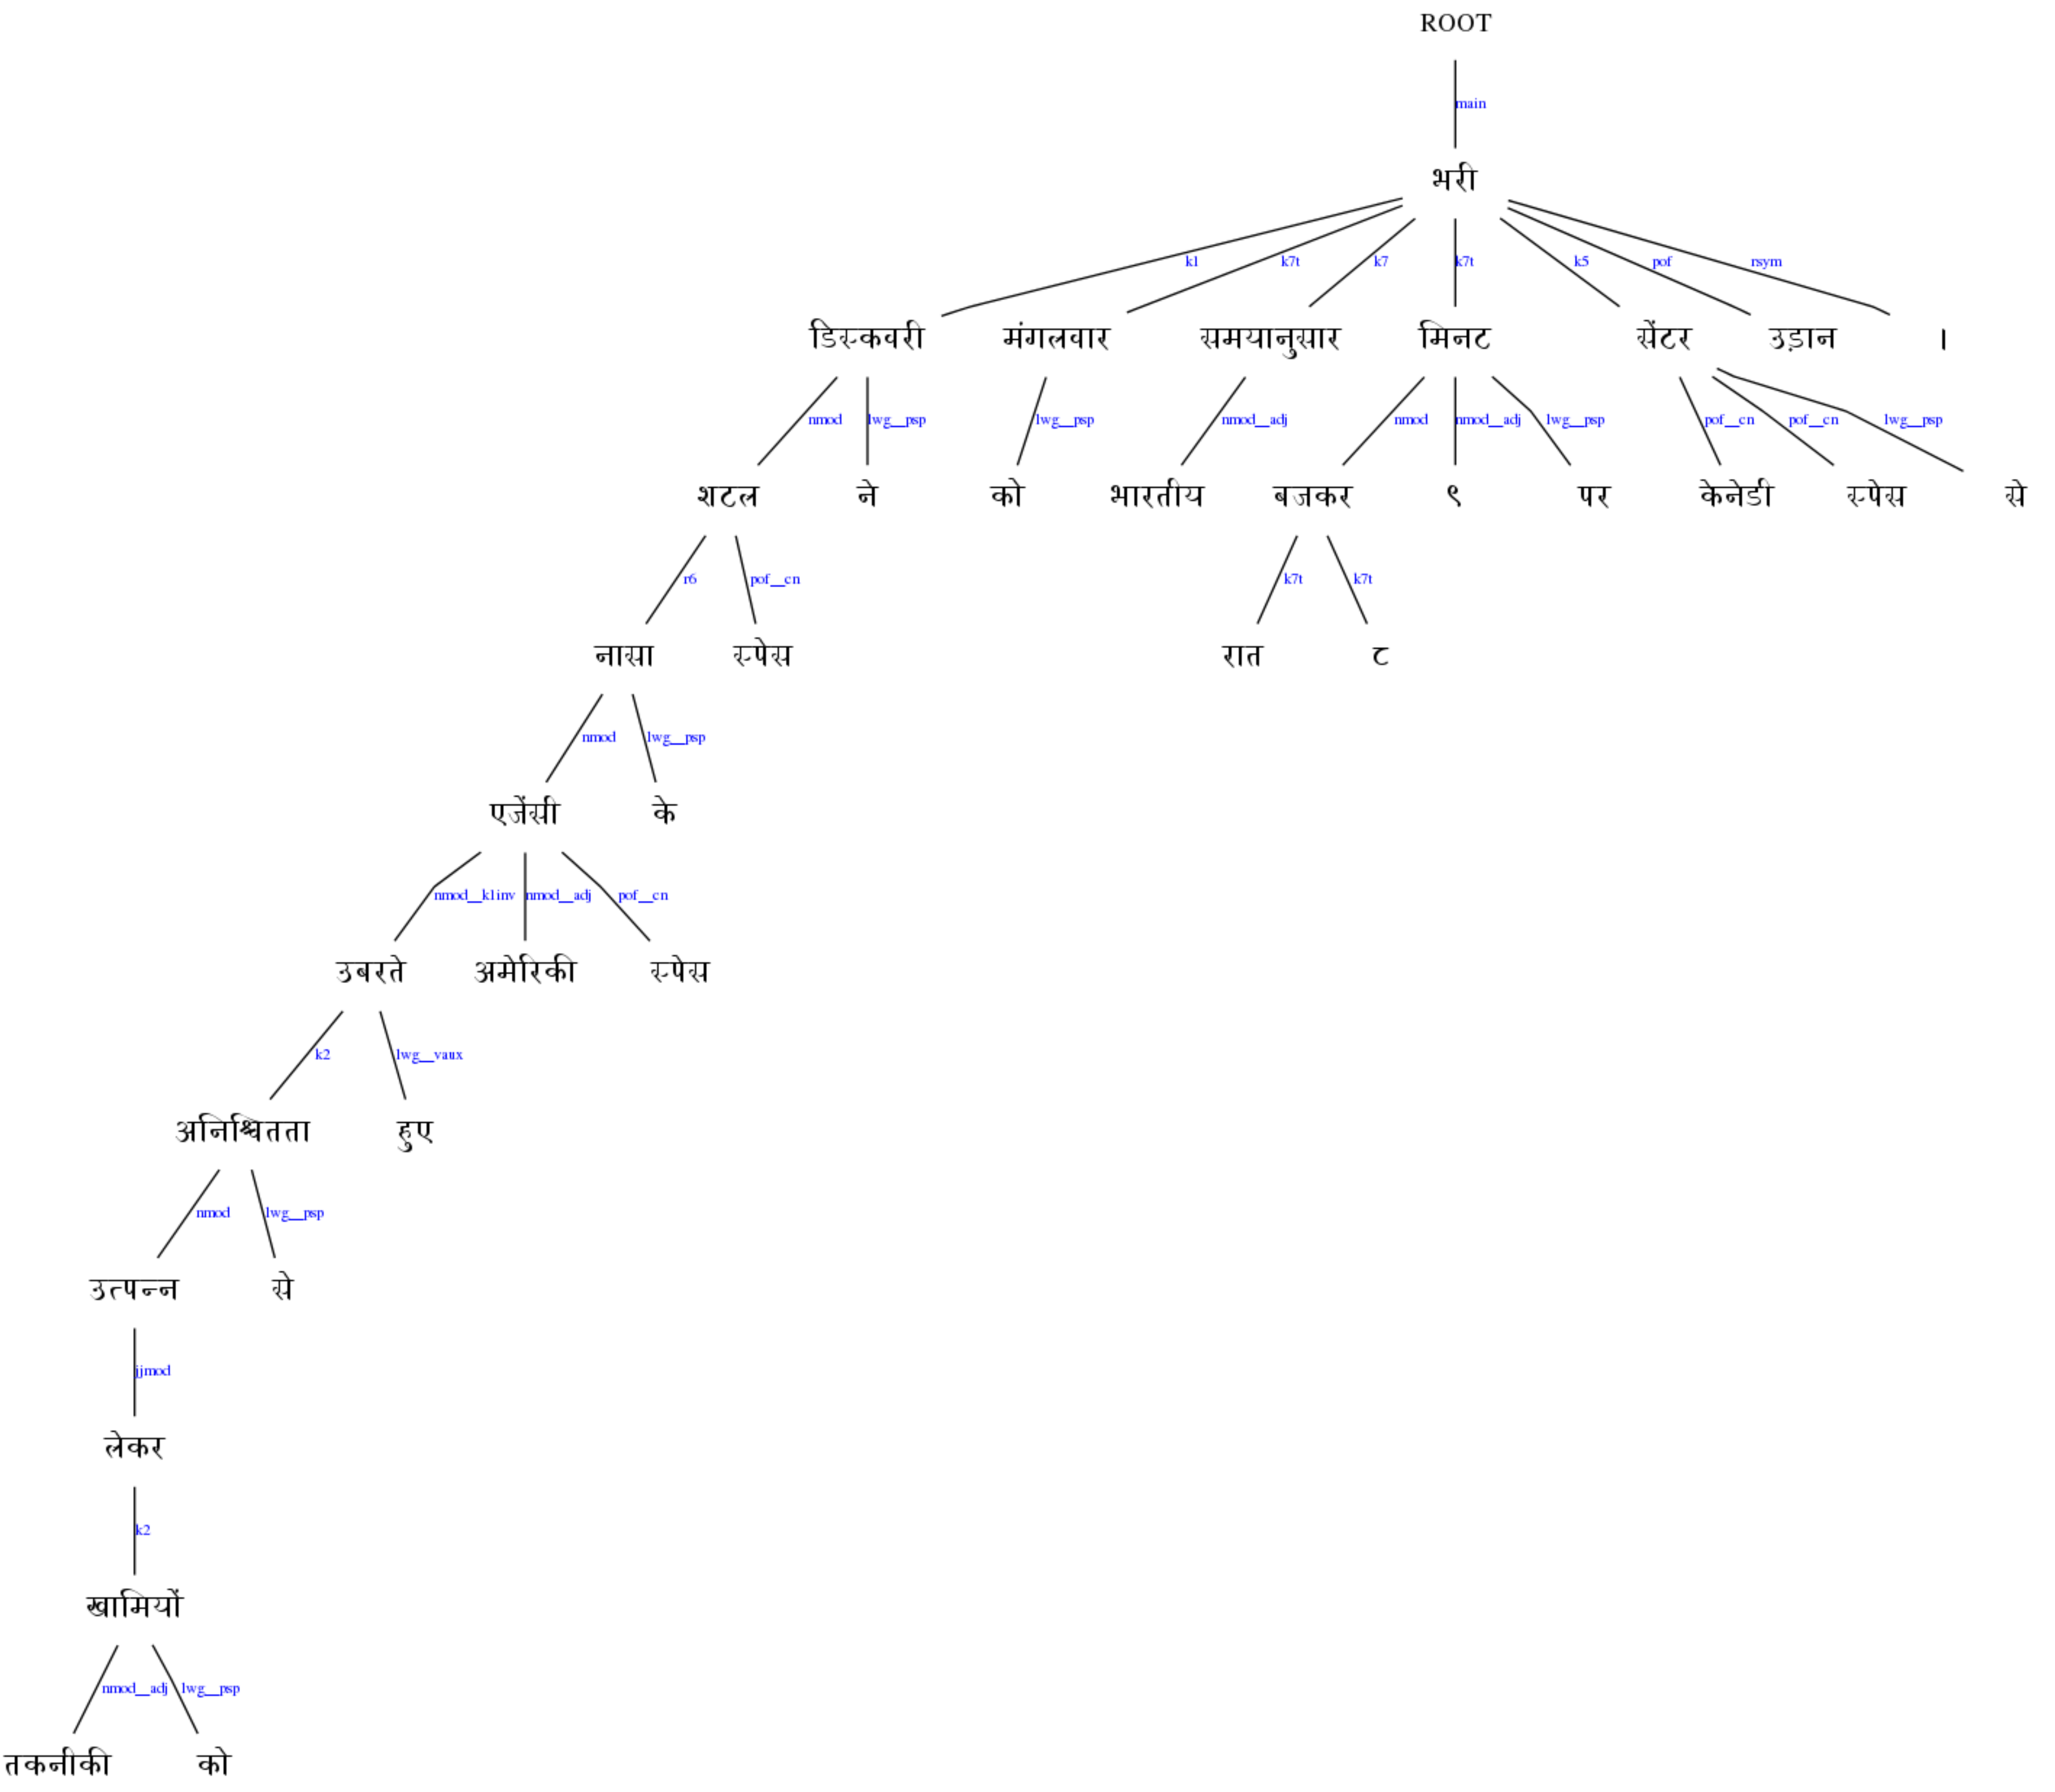 ROOT
main
भरी
k1 k7t k7 k7t k5 pof rsym
डिस्कवरी मंगलवार समयानुसार मिनट सेंटर उड़ान ।
nmod lwg__psp lwg__psp nmod__adj nmod nmod__adj lwg__psp pof__cn pof__cn lwg__psp
शटल ने को भारतीय बजकर ९ पर केनेडी स्पेस से
r6 pof__cn k7t k7t
नासा स्पेस रात ८
nmod lwg__psp
एजेंसी के
nmod__k1inv nmod__adj pof__cn
उबरते अमेरिकी स्पेस
k2 lwg__vaux
अनिश्चितता हुए
nmod lwg__psp
उत्पन्न से
jjmod
लेकर
k2
खामियों
nmod__adj lwg__psp
तकनीकी को